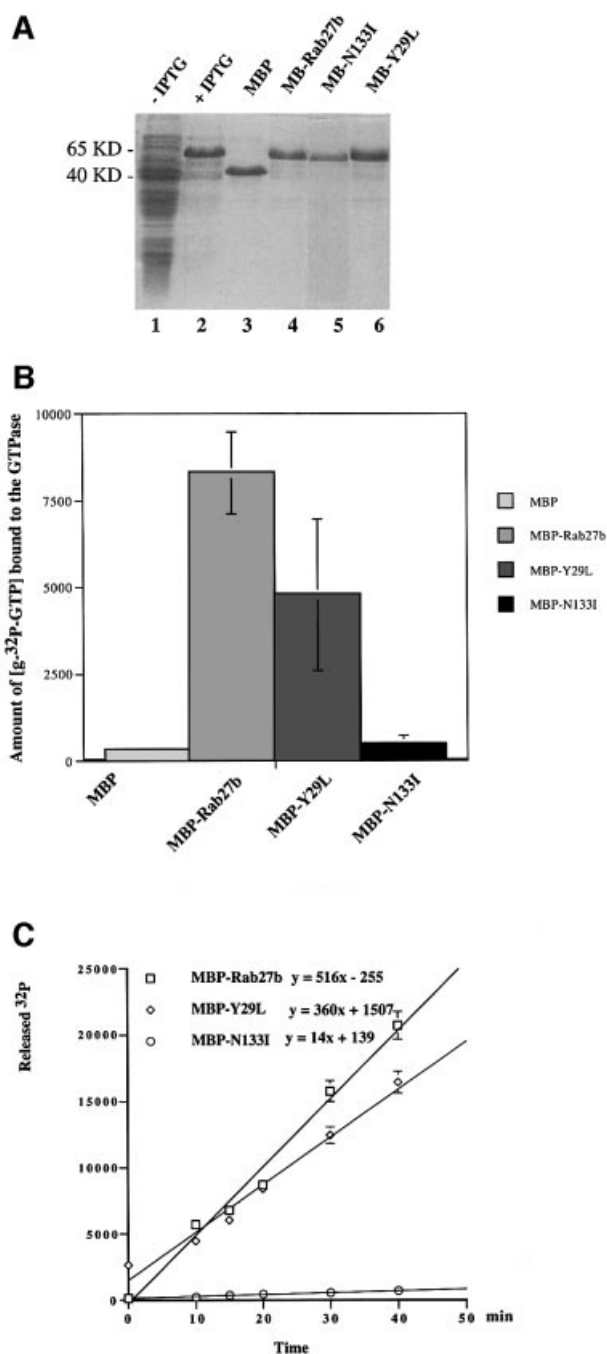 A
- IPTG
+ IPTG
MBP
MB-Rab27b
MB-N133I
MB-Y29L
65 KD -
40 KD -
1 2 3 4 5 6
B
Amount of [g-32P-GTP] bound to the GTPase
10000
7500
5000
2500
0
MBP
MBP-Rab27b
MBP-Y29L
MBP-N133I
MBP
MBP-Rab27b
MBP-Y29L
MBP-N133I
C
Released 32P
25000
20000
15000
10000
5000
0
MBP-Rab27b y = 516x - 255
MBP-Y29L y = 360x + 1507
MBP-N133I y = 14x + 139
0 10 20 30 40 50 min
Time